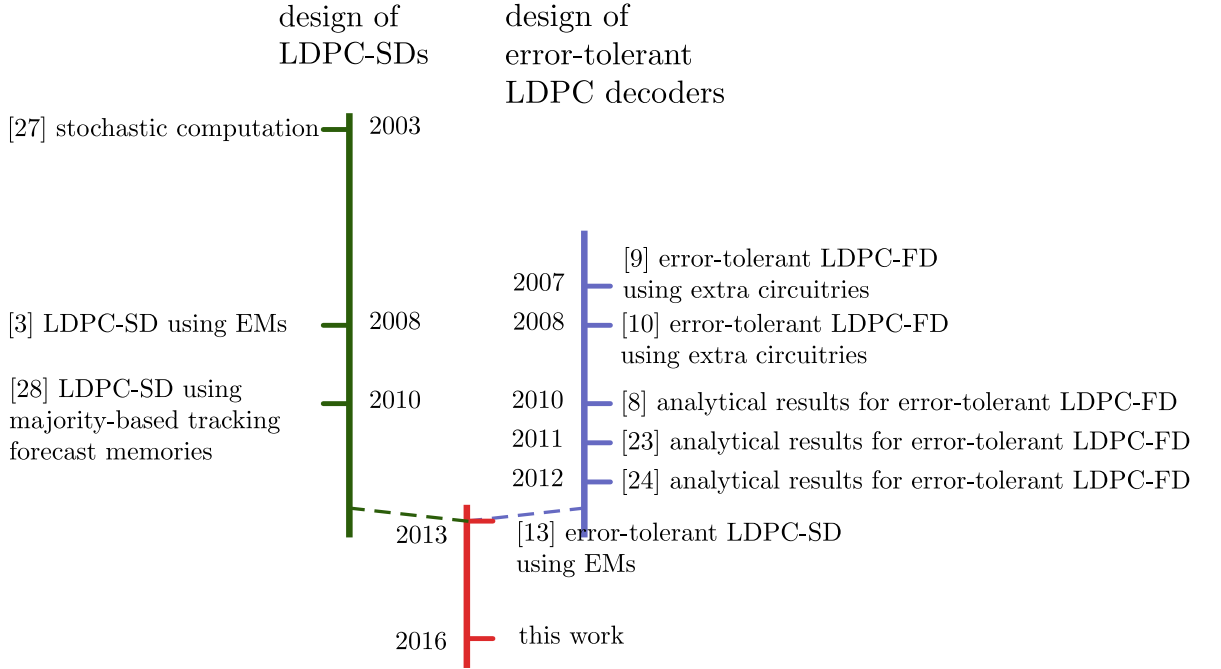 design of
LDPC-SDs
design of
error-tolerant
LDPC decoders
[27] stochastic computation
2003
[3] LDPC-SD using EMs
2008
[28] LDPC-SD using
majority-based tracking
forecast memories
2010
2007
[9] error-tolerant LDPC-FD
using extra circuitries
2008
[10] error-tolerant LDPC-FD
using extra circuitries
2010
[8] analytical results for error-tolerant LDPC-FD
2011
[23] analytical results for error-tolerant LDPC-FD
2012
[24] analytical results for error-tolerant LDPC-FD
2013
[13] error-tolerant LDPC-SD
using EMs
2016
this work